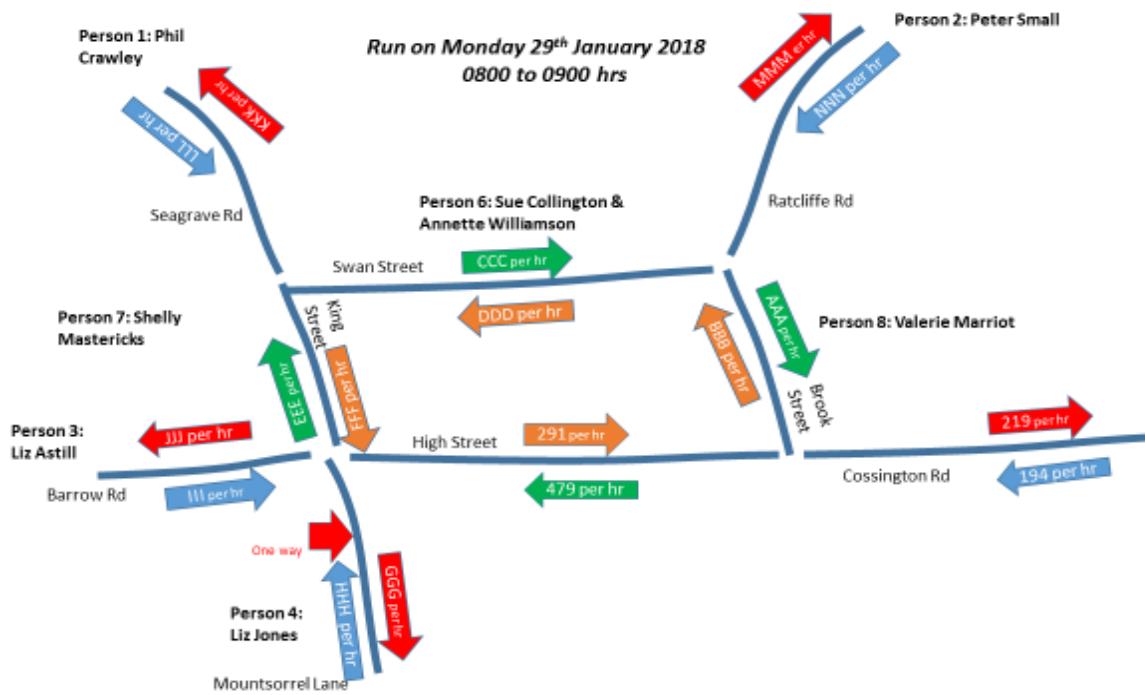 Person 1: Phil
Crawley
Run on Monday 29th January 2018
0800 to 0900 hrs
Person 2: Peter Small
KKK per hr
LLL per hr
MMM er hr
NNN per hr
Seagrave Rd
Ratcliffe Rd
Person 6: Sue Collington &
Annette Williamson
Swan Street
CCC per hr
DDD per hr
Person 7: Shelly
Mastericks
King
Street
EEE per hr
FFF per hr
BBB per hr
AAA per hr
Person 8: Valerie Marriot
Brook
Street
Person 3:
Liz Astill
JJJ per hr
Barrow Rd
III per hr
High Street
291 per hr
479 per hr
219 per hr
Cossington Rd
194 per hr
One way
HHH per hr
GGG per hr
Person 4:
Liz Jones
Mountsorrel Lane